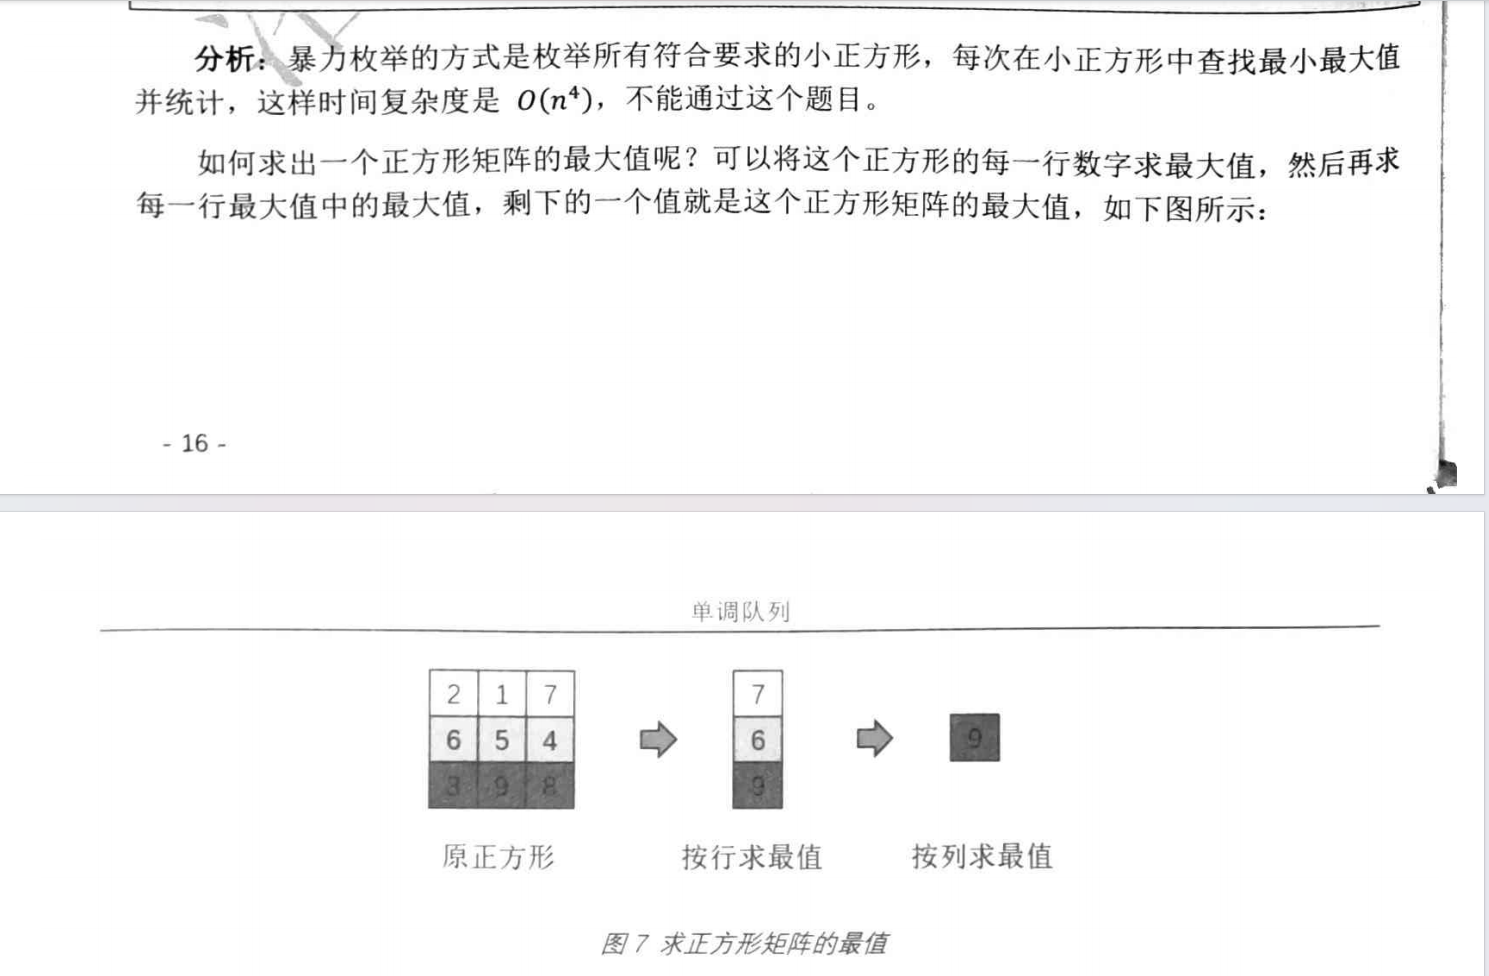 分析：暴力枚举的方式是枚举所有符合要求的小正方形，每次在小正方形中查找最小最大值
并统计，这样时间复杂度是 O(n⁴)，不能通过这个题目。
如何求出一个正方形矩阵的最大值呢？可以将这个正方形的每一行数字求最大值，然后再求
每一行最大值中的最大值，剩下的一个值就是这个正方形矩阵的最大值，如下图所示：
- 16 -
单调队列
2 1 7
6 5 4
3 9 8
7
6
9
9
原正方形
按行求最值
按列求最值
图 7 求正方形矩阵的最值